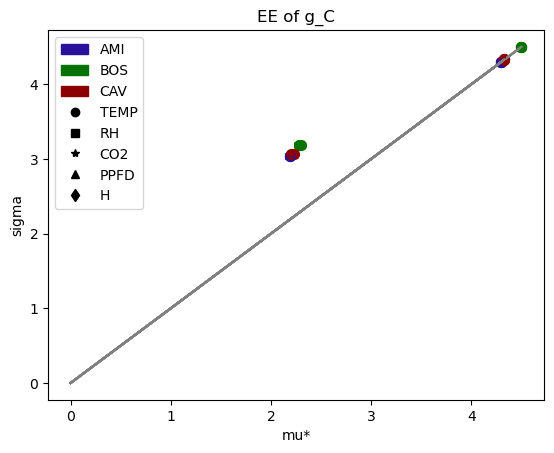 EE of g_C
AMI
BOS
CAV
TEMP
RH
CO2
PPFD
H
sigma
4
3
2
1
0
0 1 2 3 4
mu*